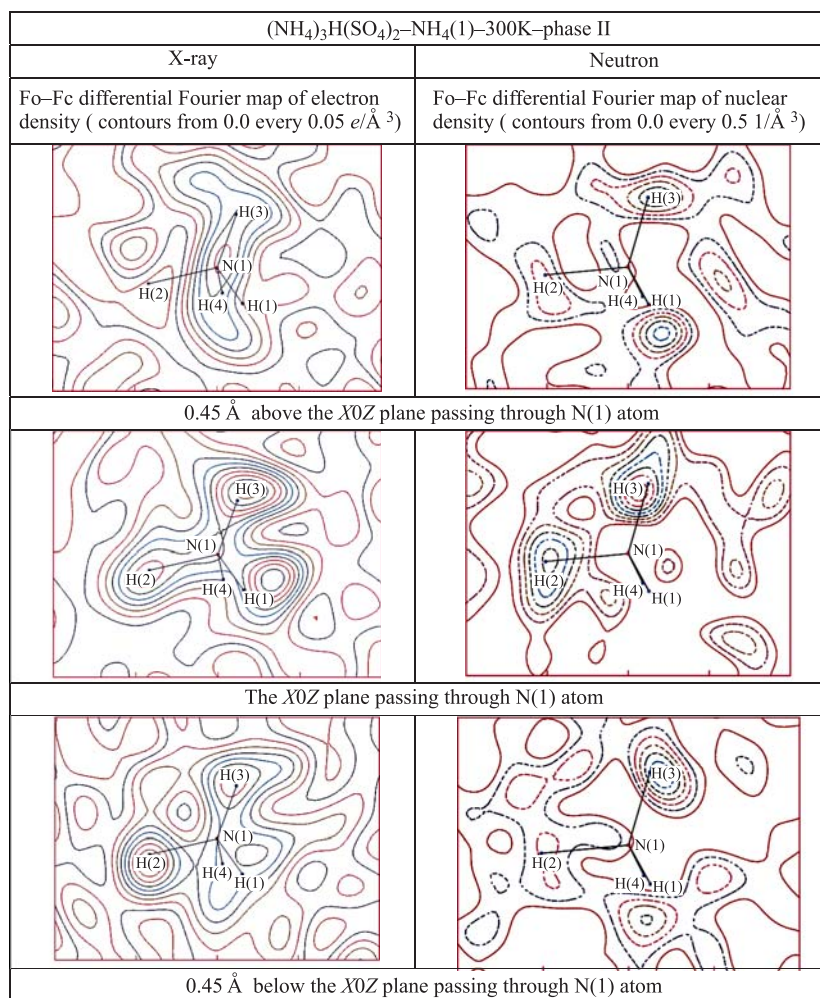 (NH₄)₃H(SO₄)₂–NH₄(1)–300K–phase II
X-ray
Neutron
Fo–Fc differential Fourier map of electron
density ( contours from 0.0 every 0.05 e/Å ³)
Fo–Fc differential Fourier map of nuclear
density ( contours from 0.0 every 0.5 1/Å ³)
H(3)
N(1)
H(2)
H(4)
H(1)
H(3)
H(2)
N(1)
H(4)
H(1)
0.45 Å above the X0Z plane passing through N(1) atom
H(3)
N(1)
H(2)
H(4)
H(1)
H(3)
N(1)
H(2)
H(4)
H(1)
The X0Z plane passing through N(1) atom
H(3)
N(1)
H(2)
H(4)
H(1)
H(3)
N(1)
H(2)
H(4)
H(1)
0.45 Å below the X0Z plane passing through N(1) atom